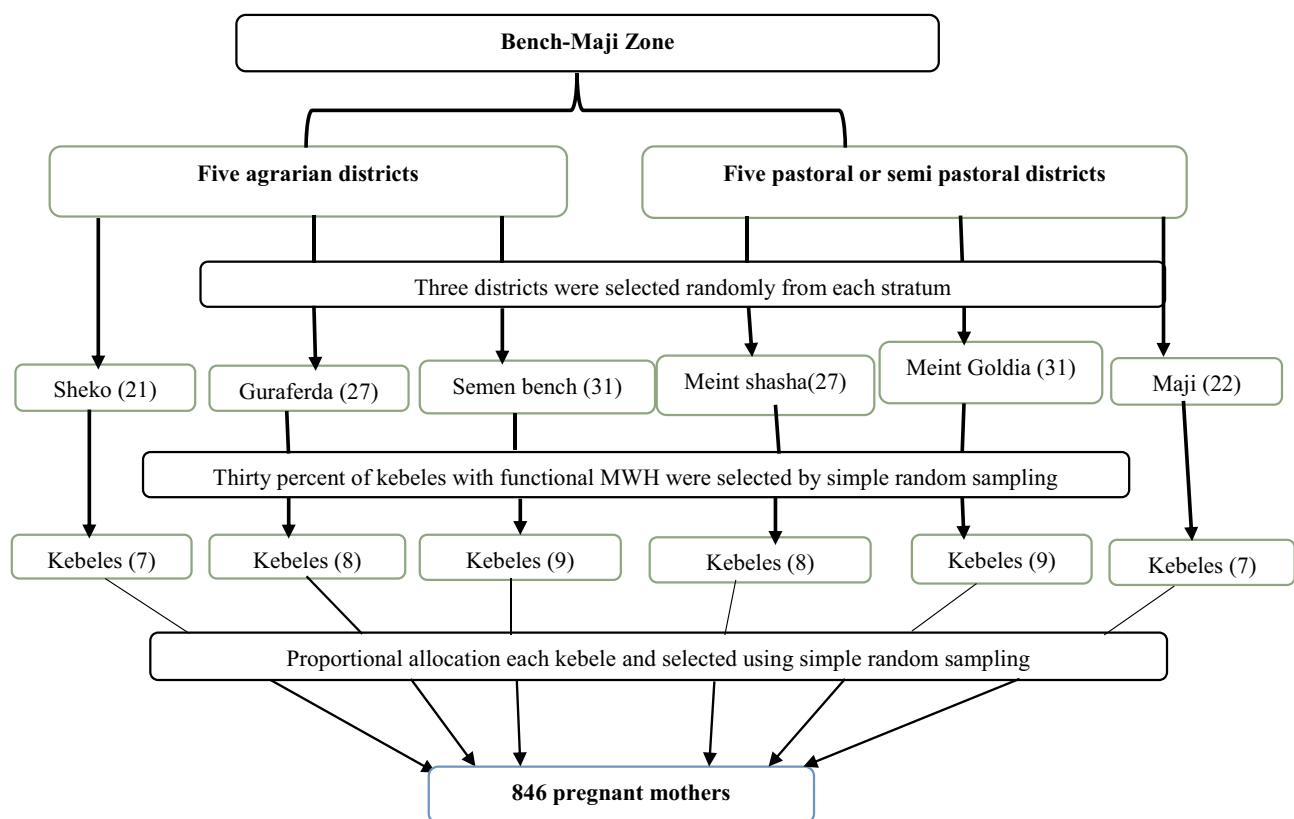 Bench-Maji Zone
Five agrarian districts
Five pastoral or semi pastoral districts
Three districts were selected randomly from each stratum
Sheko (21)
Guraferda (27)
Semen bench (31)
Meint shasha(27)
Meint Goldia (31)
Maji (22)
Thirty percent of kebeles with functional MWH were selected by simple random sampling
Kebeles (7)
Kebeles (8)
Kebeles (9)
Kebeles (8)
Kebeles (9)
Kebeles (7)
Proportional allocation each kebele and selected using simple random sampling
846 pregnant mothers